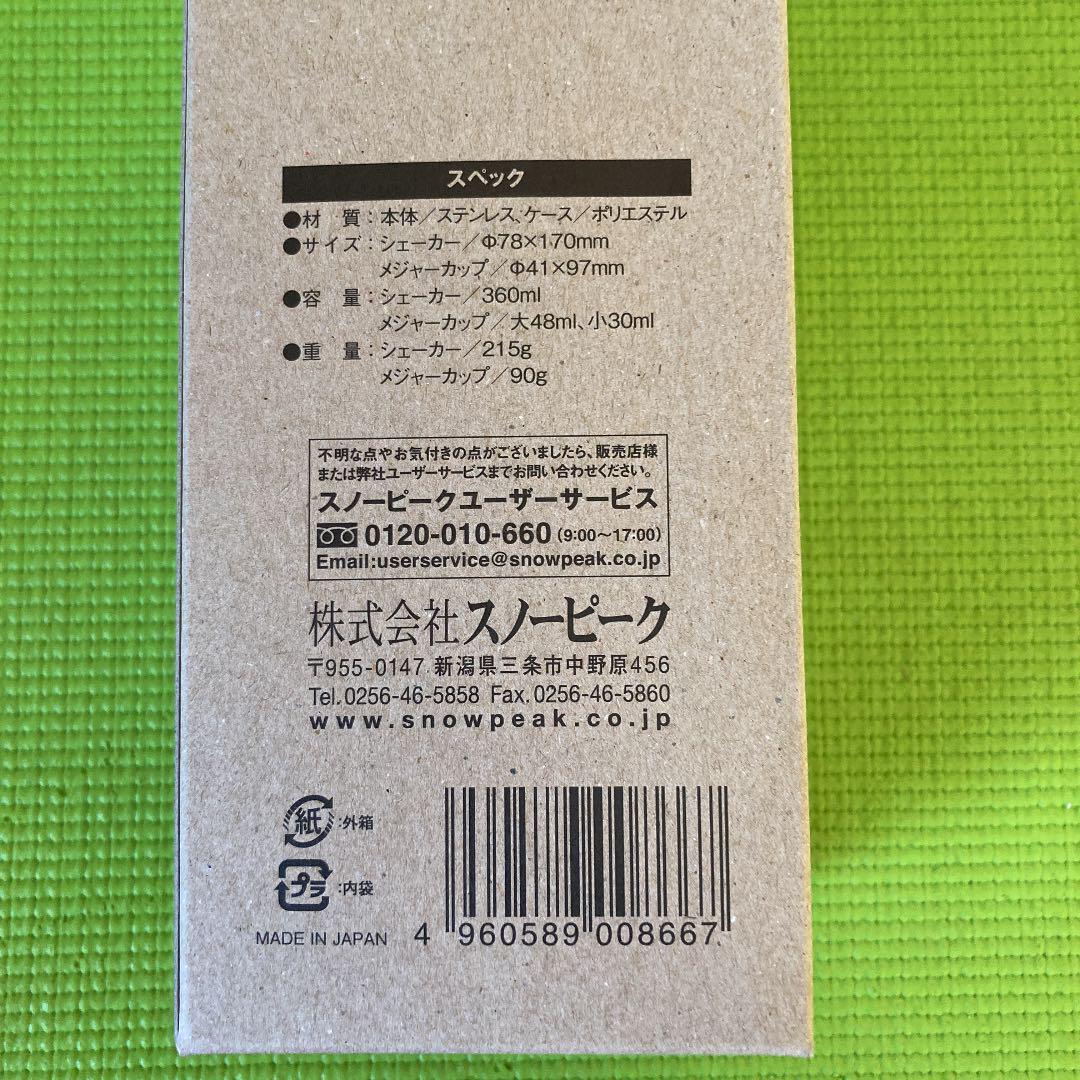 スペック
●材 質：本体／ステンレス、ケース／ポリエステル
●サイズ：シェーカー／Φ78×170mm
メジャーカップ／Φ41×97mm
●容 量：シェーカー／360ml
メジャーカップ／大48ml、小30ml
●重 量：シェーカー／215g
メジャーカップ／90g
不明な点やお気付きの点がございましたら、販売店様
または弊社ユーザーサービスまでお問い合わせください。
スノーピークユーザーサービス
0120-010-660（9:00〜17:00）
Email:userservice@snowpeak.co.jp
株式会社スノーピーク
〒955-0147 新潟県三条市中野原456
Tel.0256-46-5858 Fax.0256-46-5860
www.snowpeak.co.jp
紙：外箱
プラ：内袋
MADE IN JAPAN 4 960589 008667